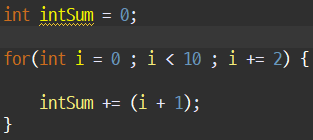 int intSum = 0;
for(int i = 0 ; i < 10 ; i += 2) {
intSum += (i + 1);
}